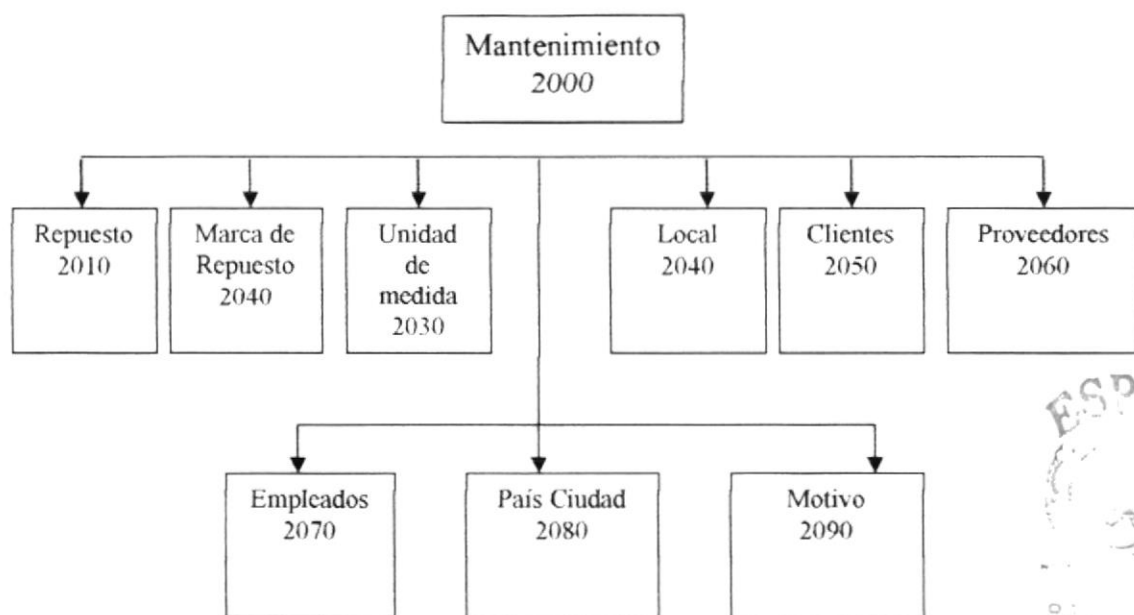 Mantenimiento
2000
Repuesto
2010
Marca de
Repuesto
2040
Unidad
de
medida
2030
Local
2040
Clientes
2050
Proveedores
2060
Empleados
2070
País Ciudad
2080
Motivo
2090
ESP